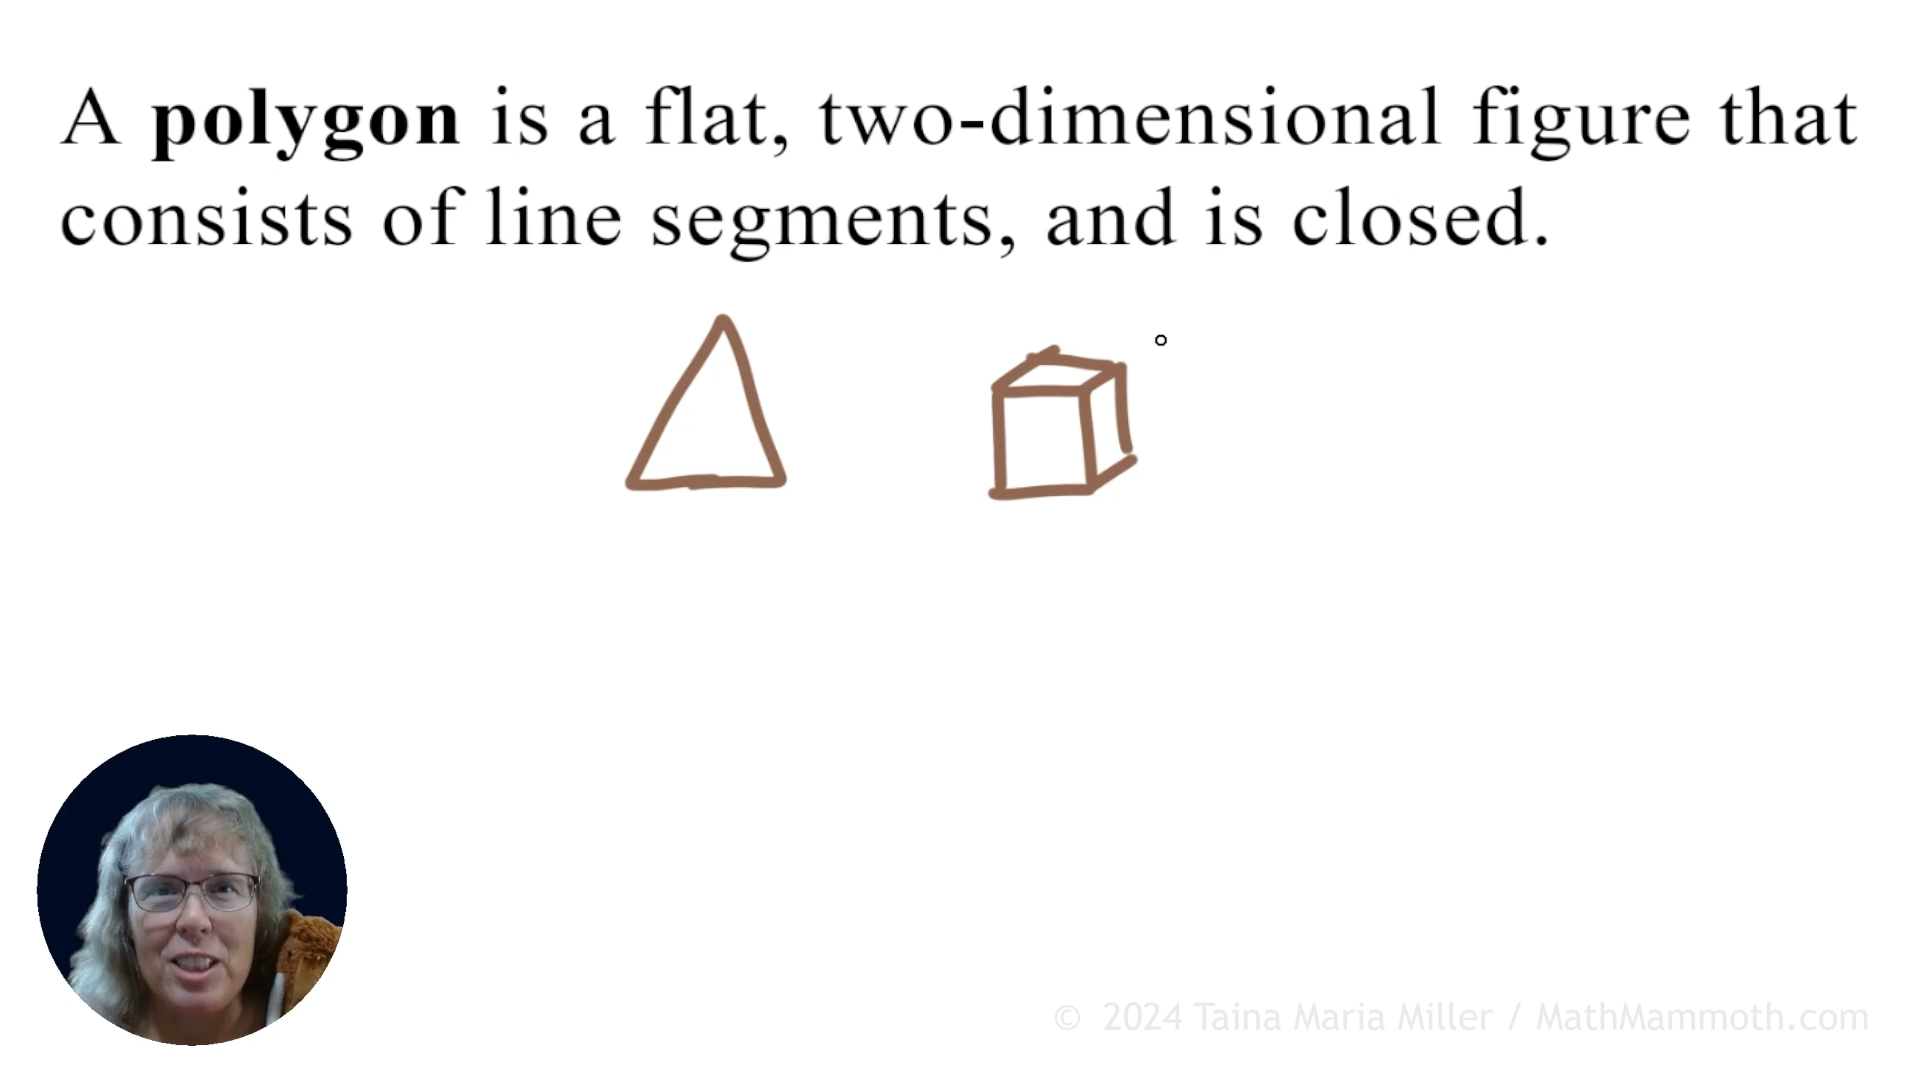 A polygon is a flat, two-dimensional figure that
consists of line segments, and is closed.
© 2024 Taina Maria Miller / MathMammoth.com